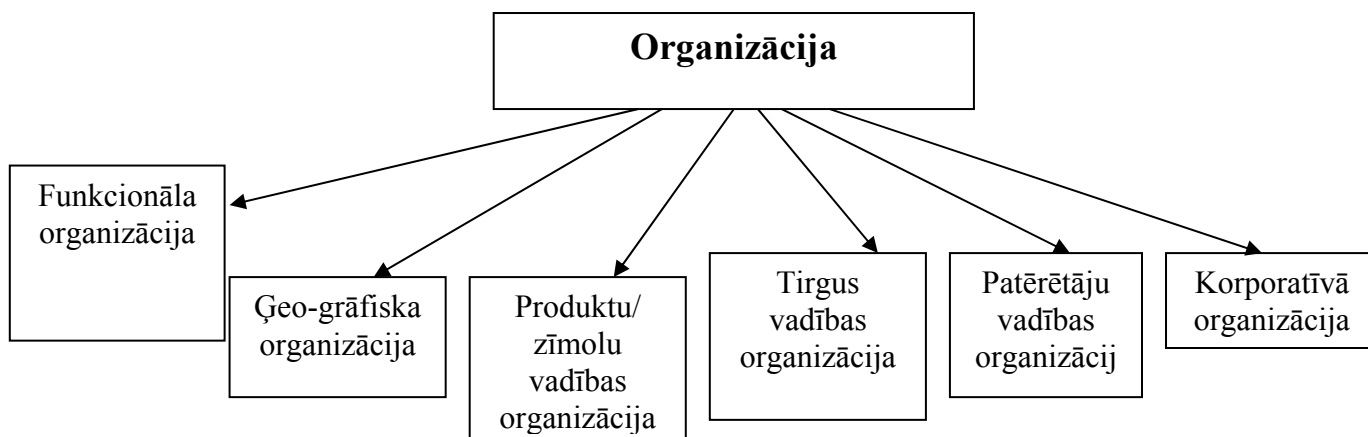 Organizācija
Funkcionāla
organizācija
Ģeo-grāfiska
organizācija
Produktu/
zīmolu
vadības
organizācija
Tirgus
vadības
organizācija
Patērētāju
vadības
organizācij
Korporatīvā
organizācija